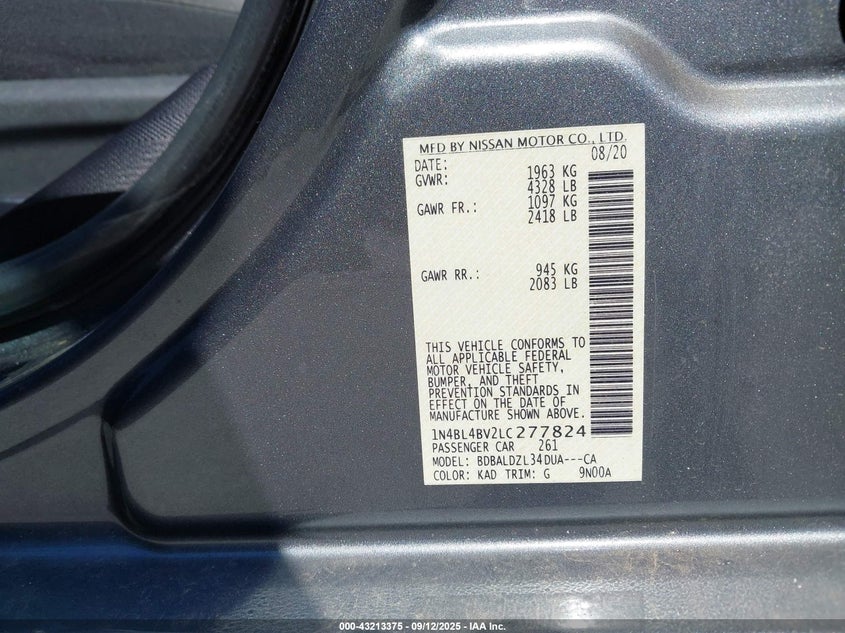 MFD BY NISSAN MOTOR CO., LTD.
DATE: 08/20
GVWR: 1963 KG
4328 LB
GAWR FR.: 1097 KG
2418 LB
GAWR RR.: 945 KG
2083 LB
THIS VEHICLE CONFORMS TO
ALL APPLICABLE FEDERAL
MOTOR VEHICLE SAFETY,
BUMPER, AND THEFT
PREVENTION STANDARDS IN
EFFECT ON THE DATE OF
MANUFACTURE SHOWN ABOVE.
1N4BL4BV2LC277824
PASSENGER CAR 261
MODEL: BDBALDZL34DUA---CA
COLOR: KAD TRIM: G 9N00A
000-43213375 - 09/12/2025 - IAA Inc.